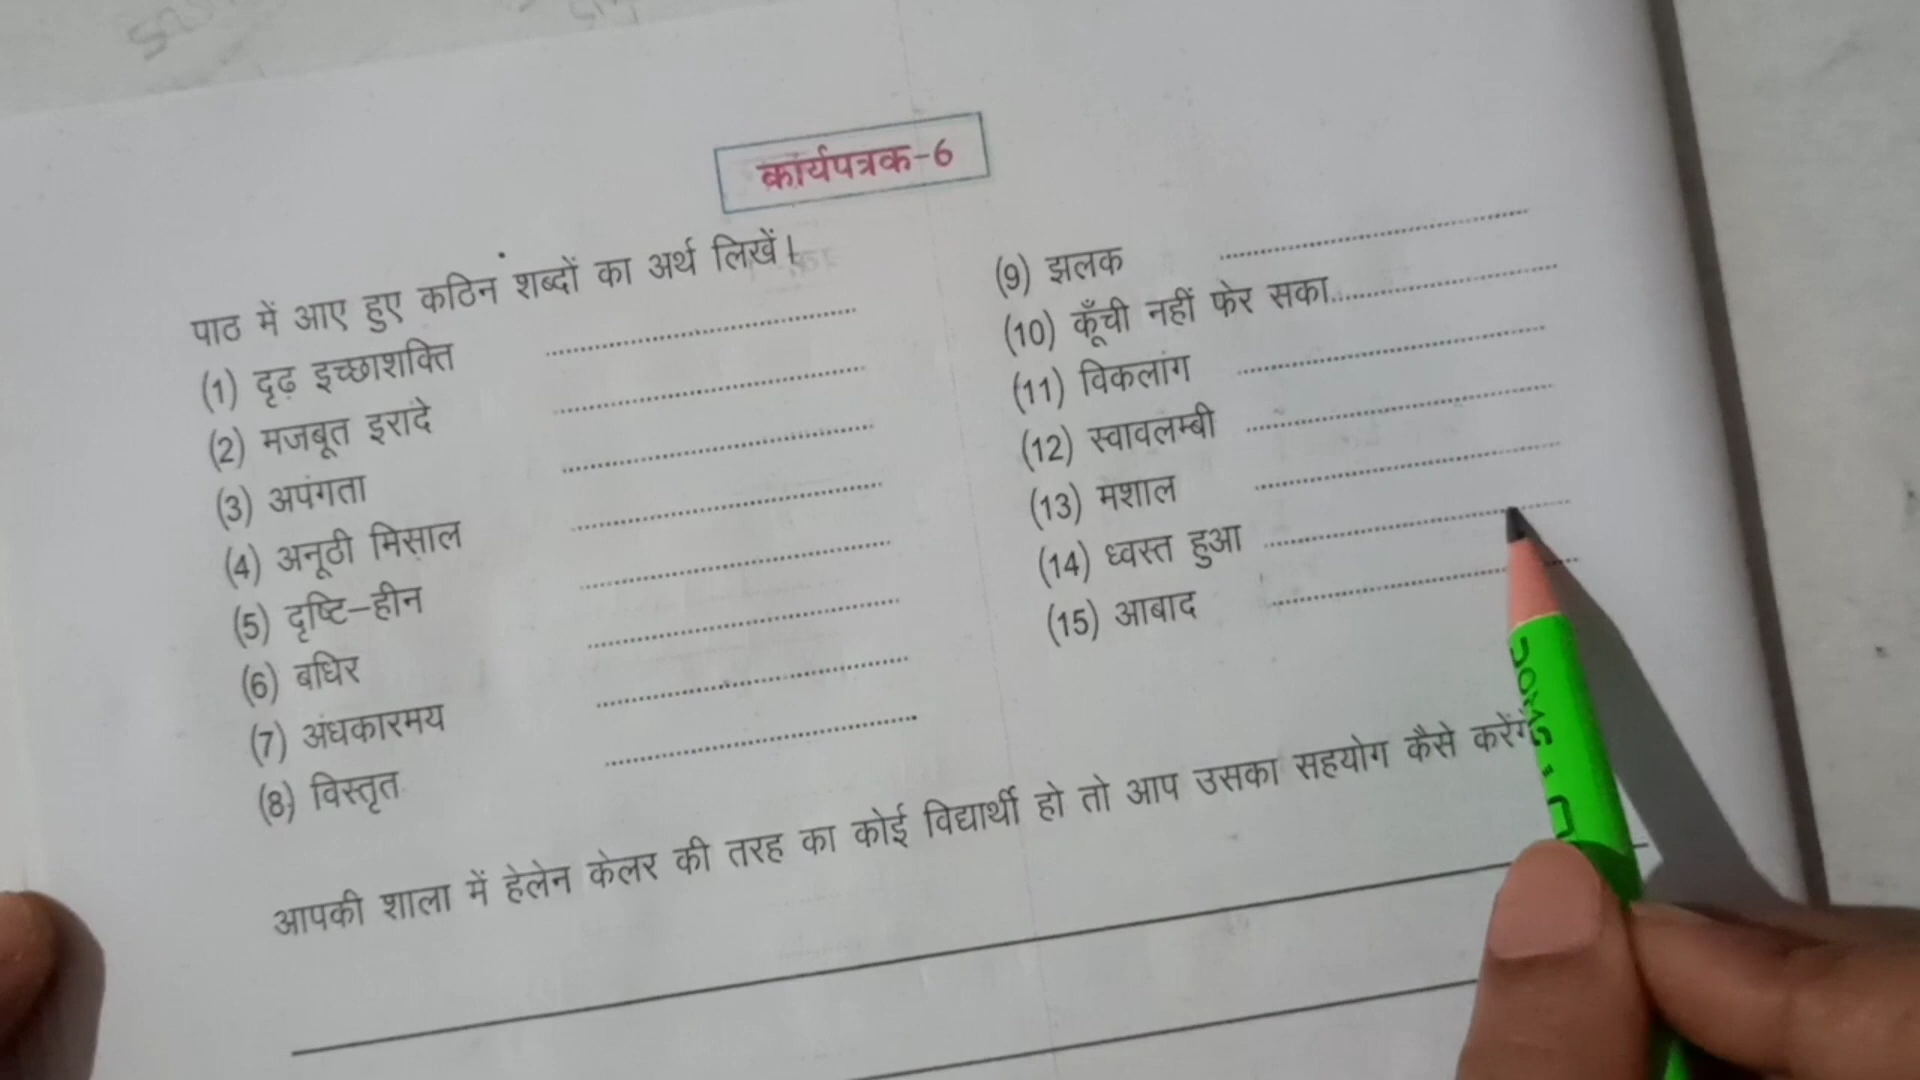 कार्यपत्रक-6
पाठ में आए हुए कठिन शब्दों का अर्थ लिखें।
(1) दृढ़ इच्छाशक्ति ........................
(2) मजबूत इरादे ........................
(3) अपंगता ........................
(4) अनूठी मिसाल ........................
(5) दृष्टि-हीन ........................
(6) बधिर ........................
(7) अंधकारमय ........................
(8) विस्तृत ........................
(9) झलक ........................
(10) कूँची नहीं फेर सका........................
(11) विकलांग ........................
(12) स्वावलम्बी ........................
(13) मशाल ........................
(14) ध्वस्त हुआ ........................
(15) आबाद ........................
आपकी शाला में हेलेन केलर की तरह का कोई विद्यार्थी हो तो आप उसका सहयोग कैसे करेंगे